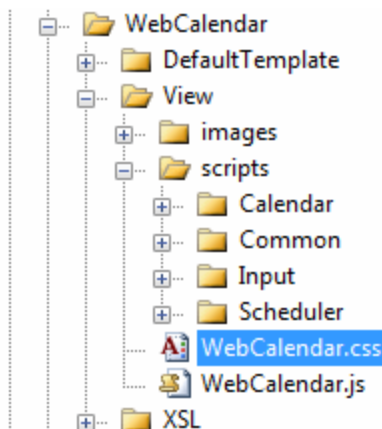 WebCalendar
DefaultTemplate
View
images
scripts
Calendar
Common
Input
Scheduler
WebCalendar.css
WebCalendar.js
XSL